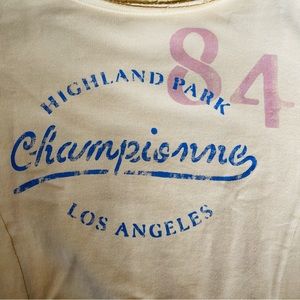 84
HIGHLAND PARK
Championne
LOS ANGELES